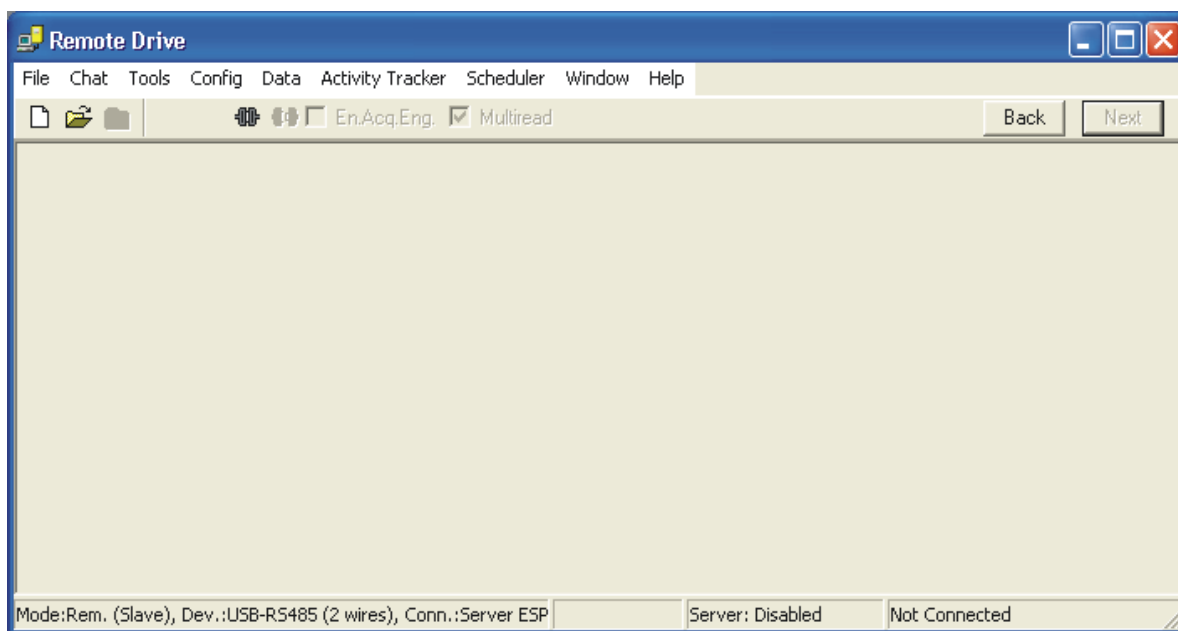 Remote Drive
File Chat Tools Config Data Activity Tracker Scheduler Window Help
En.Acq.Eng. Multiread Back Next
Mode:Rem. (Slave), Dev.:USB-RS485 (2 wires), Conn.:Server ESP Server: Disabled Not Connected